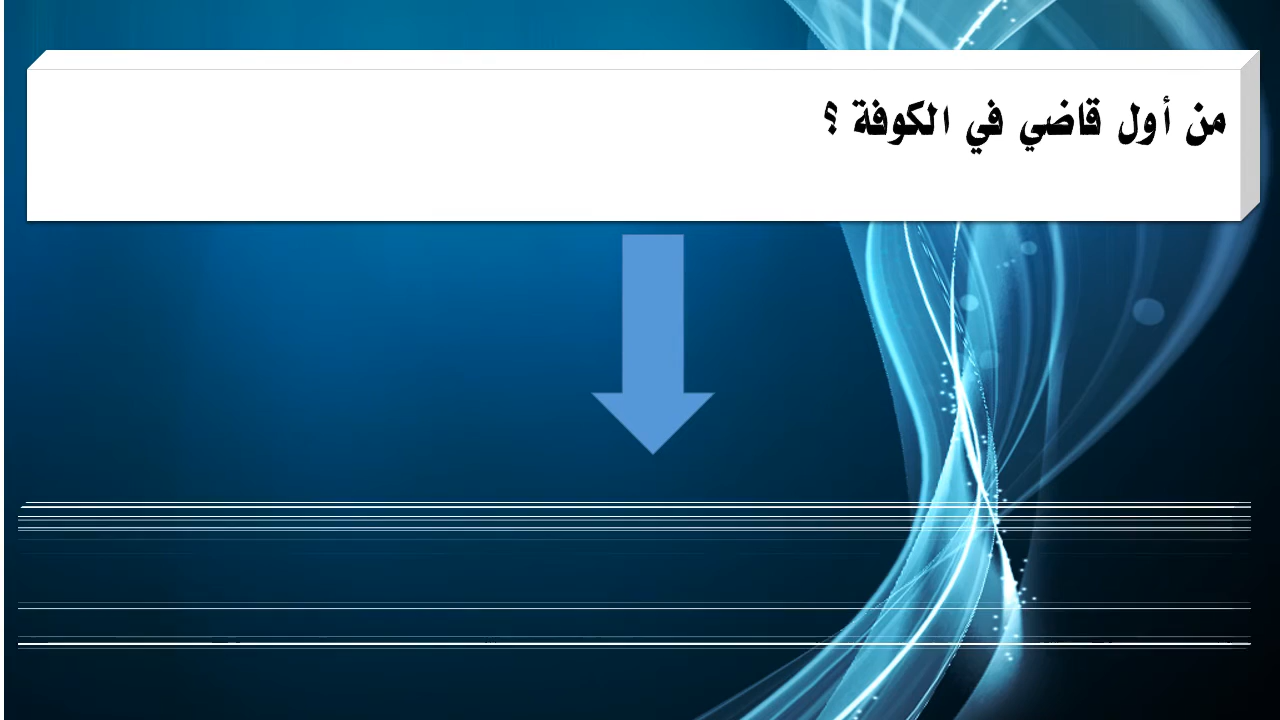 من أول قاضي في الكوفة ؟